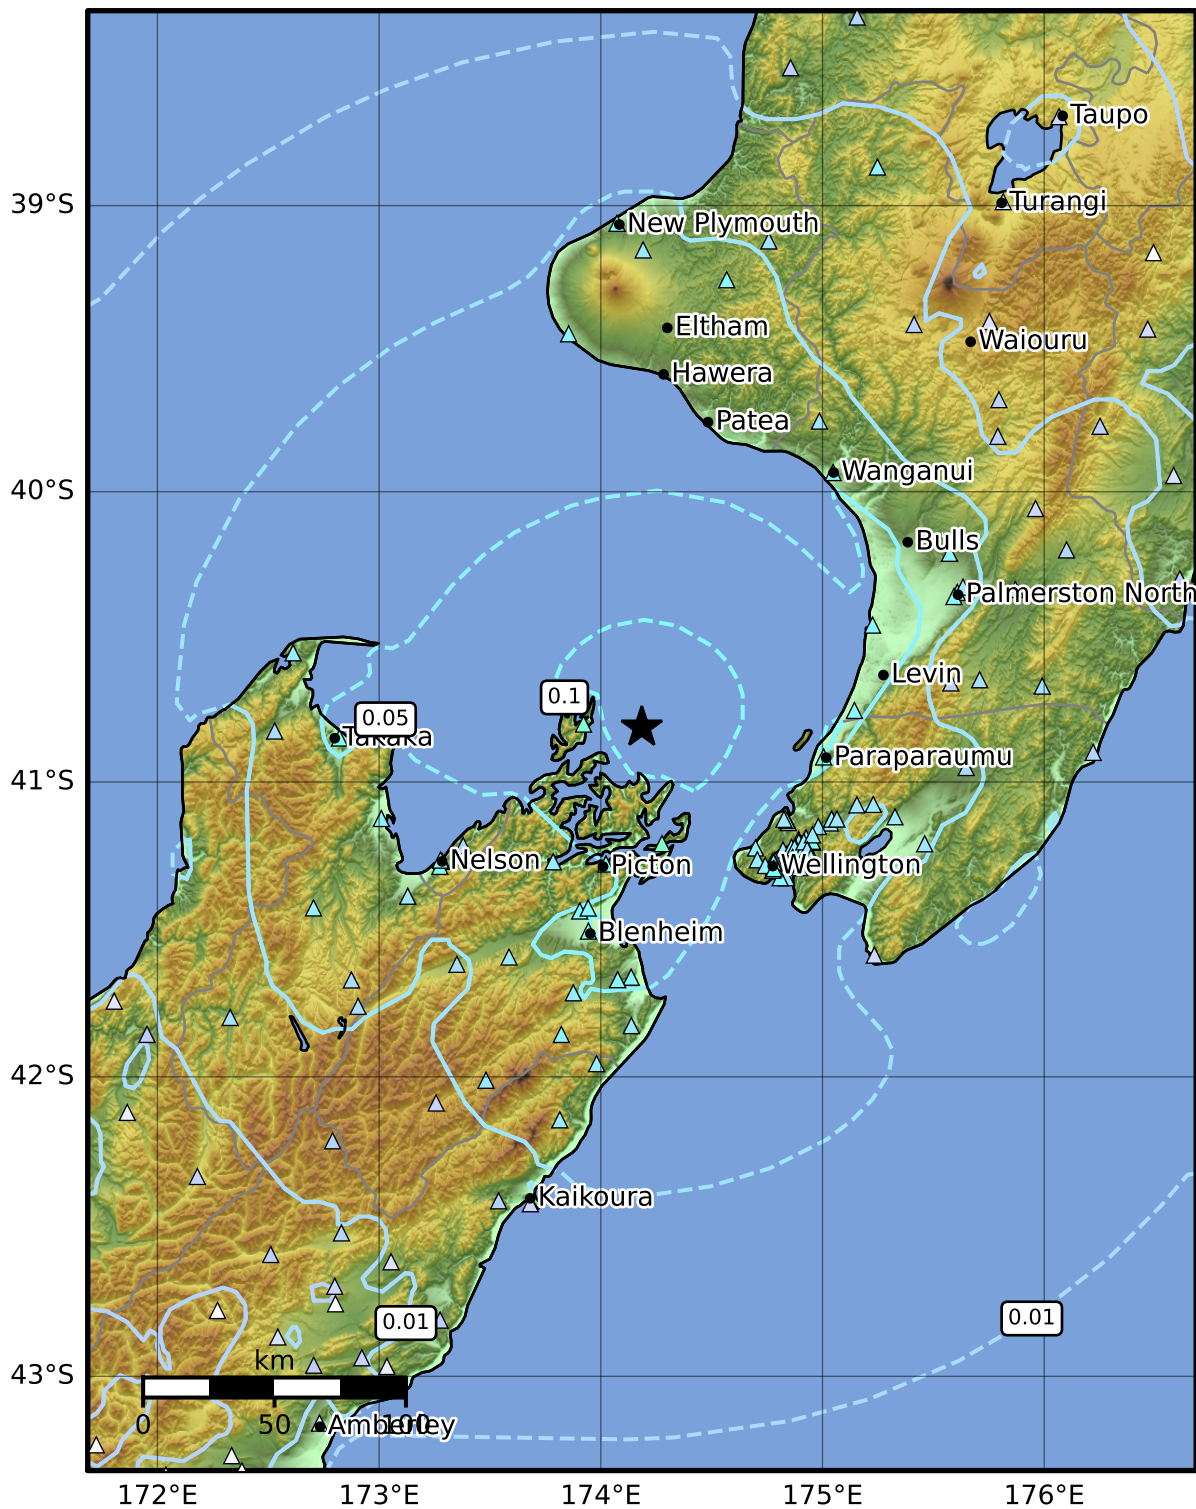 Taupo
39°S
Turangi
New Plymouth
Eltham
Waiouru
Hawera
Patea
Wanganui
40°S
Bulls
Palmerston North
Levin
0.1
0.05
Takaka
Paraparaumu
41°S
Nelson
Picton
Wellington
Blenheim
42°S
Kaikoura
0.01
0.01
km
43°S
0 50 100
Amberley
172°E 173°E 174°E 175°E 176°E